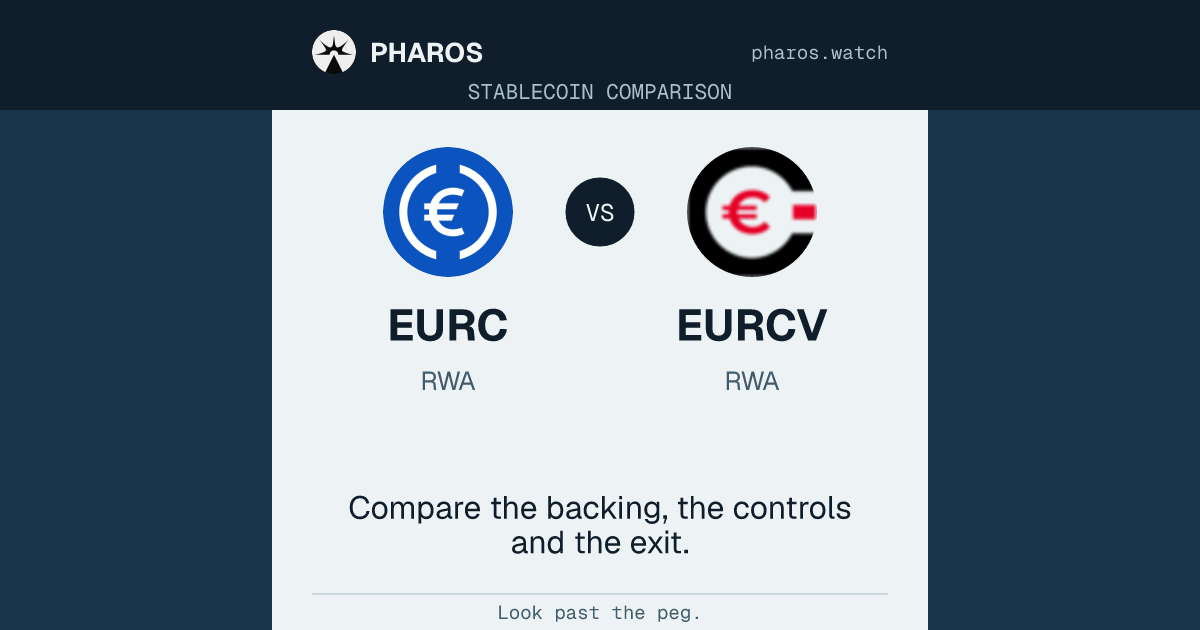 PHAROS
pharos.watch
STABLECOIN COMPARISON
€
VS
€
EURC
EURCV
RWA
RWA
Compare the backing, the controls
and the exit.
Look past the peg.